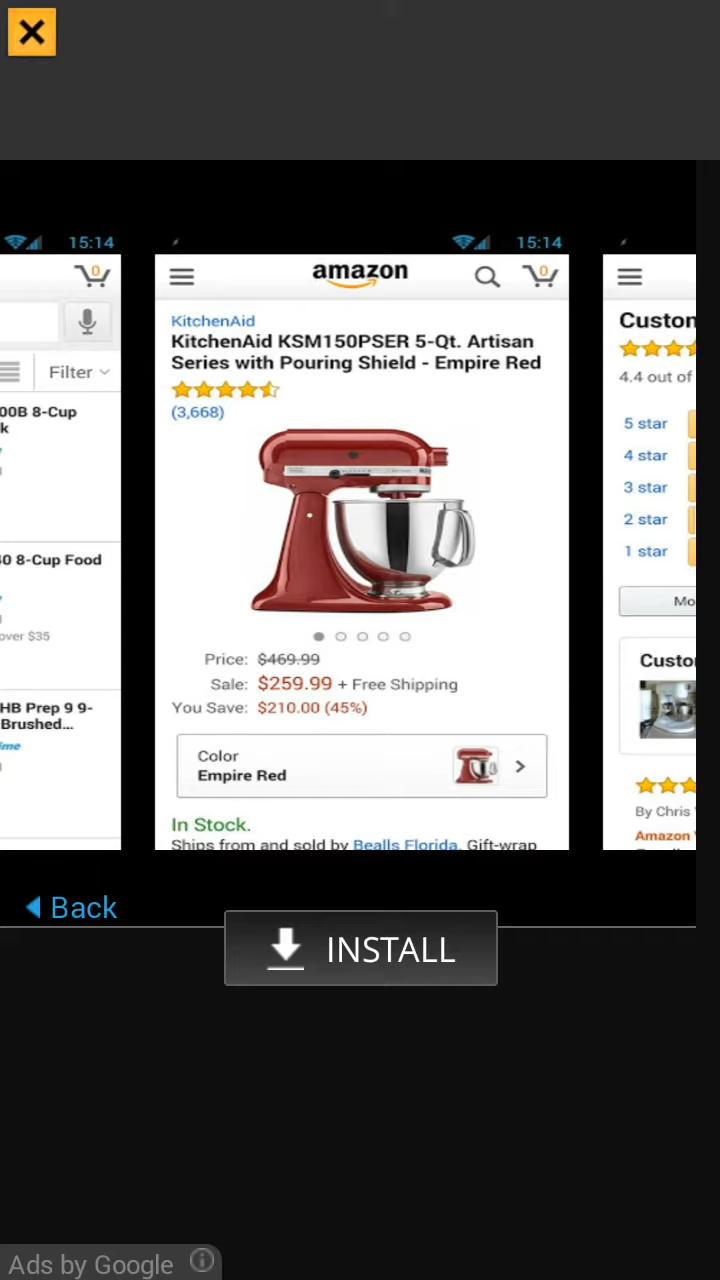 15:14
0
Filter
00B 8-Cup
k
40 8-Cup Food
over $35
HB Prep 9 9-
Brushed...
ime
15:14
amazon
0
KitchenAid
KitchenAid KSM150PSER 5-Qt. Artisan
Series with Pouring Shield - Empire Red
(3,668)
Price: $469.99
Sale: $259.99 + Free Shipping
You Save: $210.00 (45%)
Color
Empire Red
In Stock.
Ships from and sold by Bealls Florida. Gift-wrap
Custon
4.4 out of
5 star
4 star
3 star
2 star
1 star
Mo
Custo
By Chris
Amazon
Back
INSTALL
Ads by Google